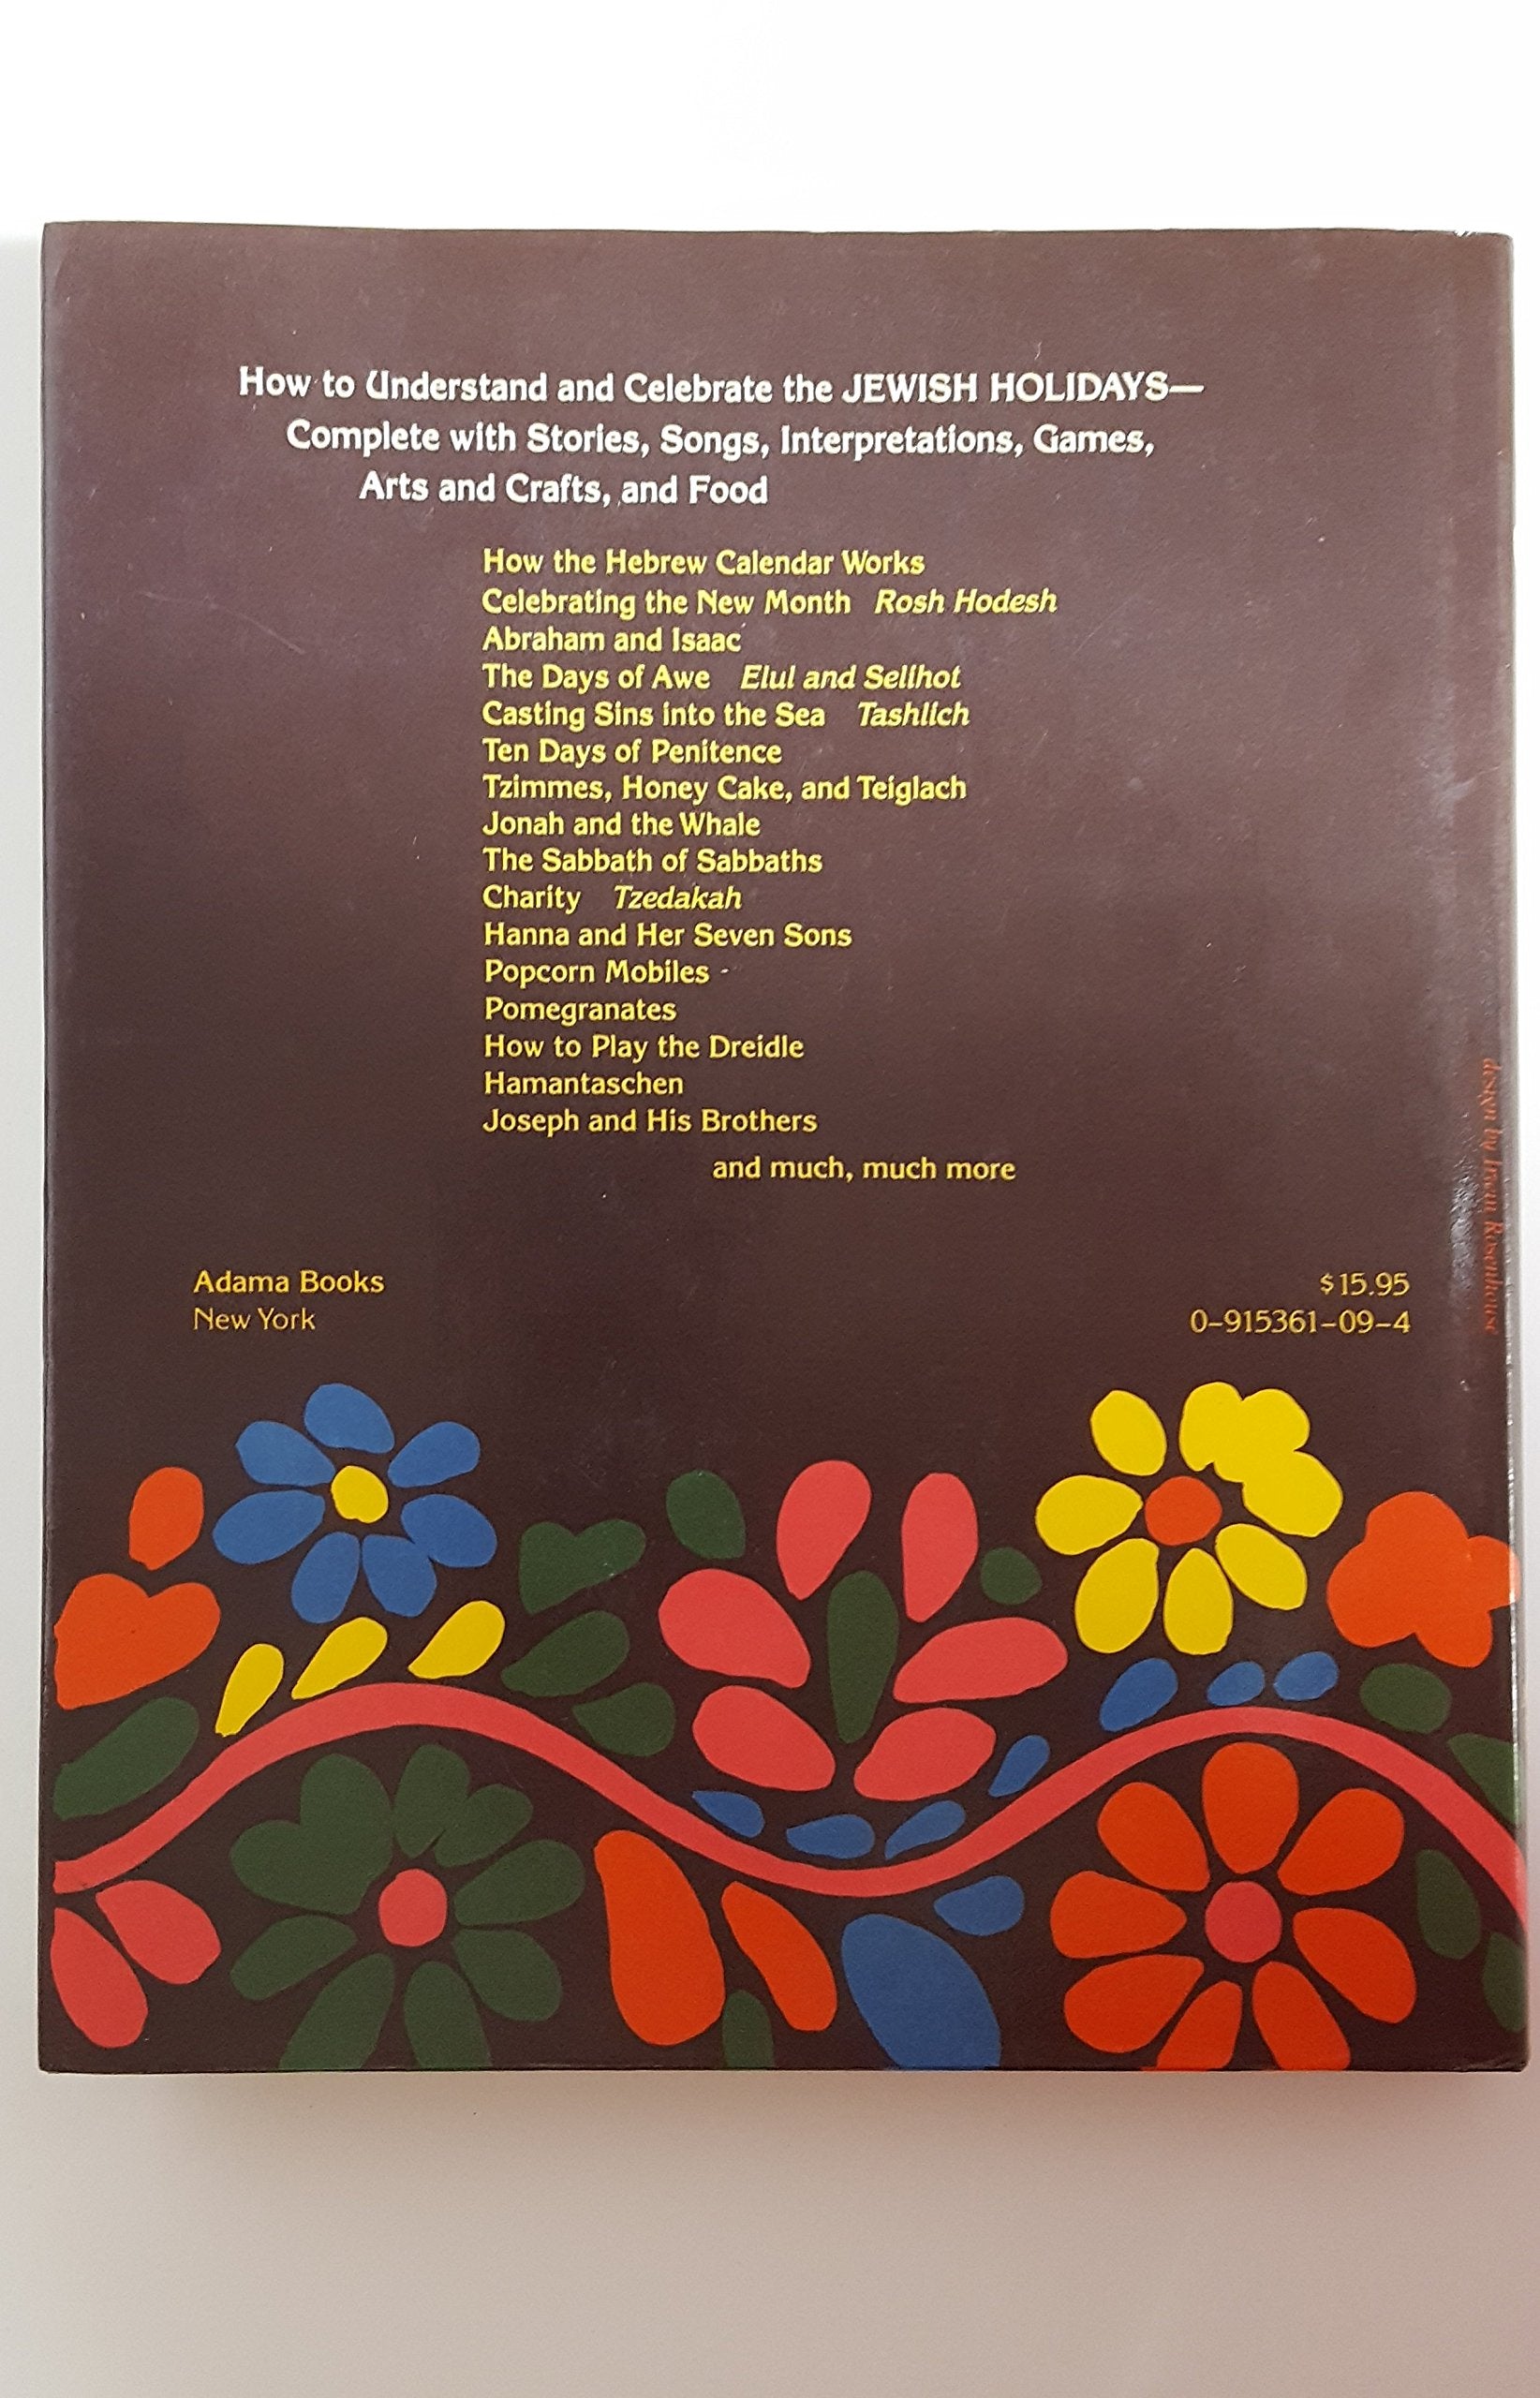 How to Understand and Celebrate the JEWISH HOLIDAYS—
Complete with Stories, Songs, Interpretations, Games,
Arts and Crafts, and Food
How the Hebrew Calendar Works
Celebrating the New Month Rosh Hodesh
Abraham and Isaac
The Days of Awe Elul and Selihot
Casting Sins into the Sea Tashlich
Ten Days of Penitence
Tzimmes, Honey Cake, and Teiglach
Jonah and the Whale
The Sabbath of Sabbaths
Charity Tzedakah
Hanna and Her Seven Sons
Popcorn Mobiles
Pomegranates
How to Play the Dreidle
Hamantaschen
Joseph and His Brothers
and much, much more
Adama Books
New York
$15.95
0-915361-09-4
design by Irwin Rosenhouse